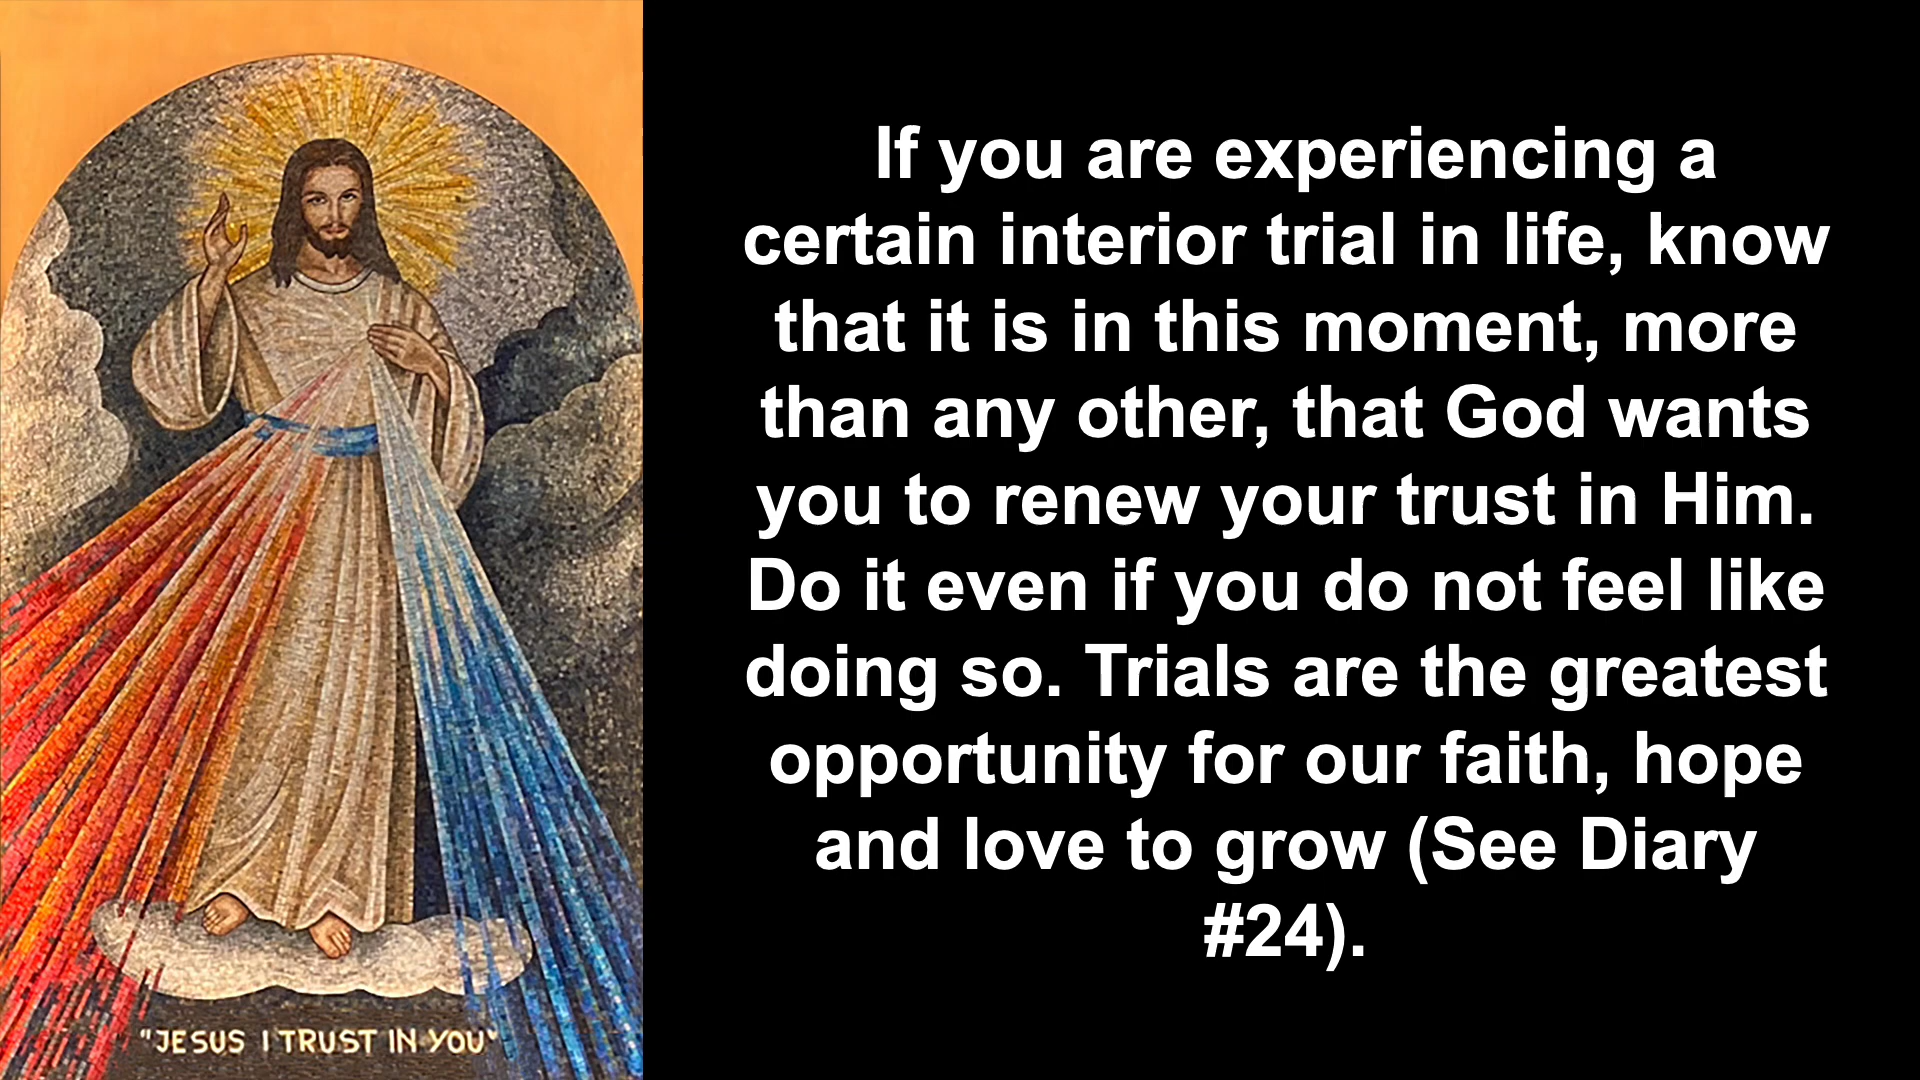 If you are experiencing a
certain interior trial in life, know
that it is in this moment, more
than any other, that God wants
you to renew your trust in Him.
Do it even if you do not feel like
doing so. Trials are the greatest
opportunity for our faith, hope
and love to grow (See Diary
#24).
"JESUS I TRUST IN YOU"